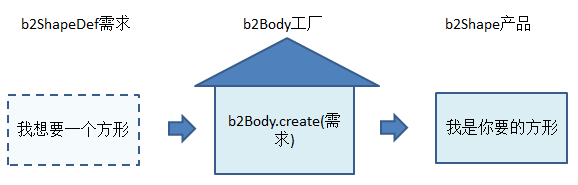 b2ShapeDef需求
b2Body工厂
b2Shape产品
我想要一个方形
b2Body.create(需
求)
我是你要的方形